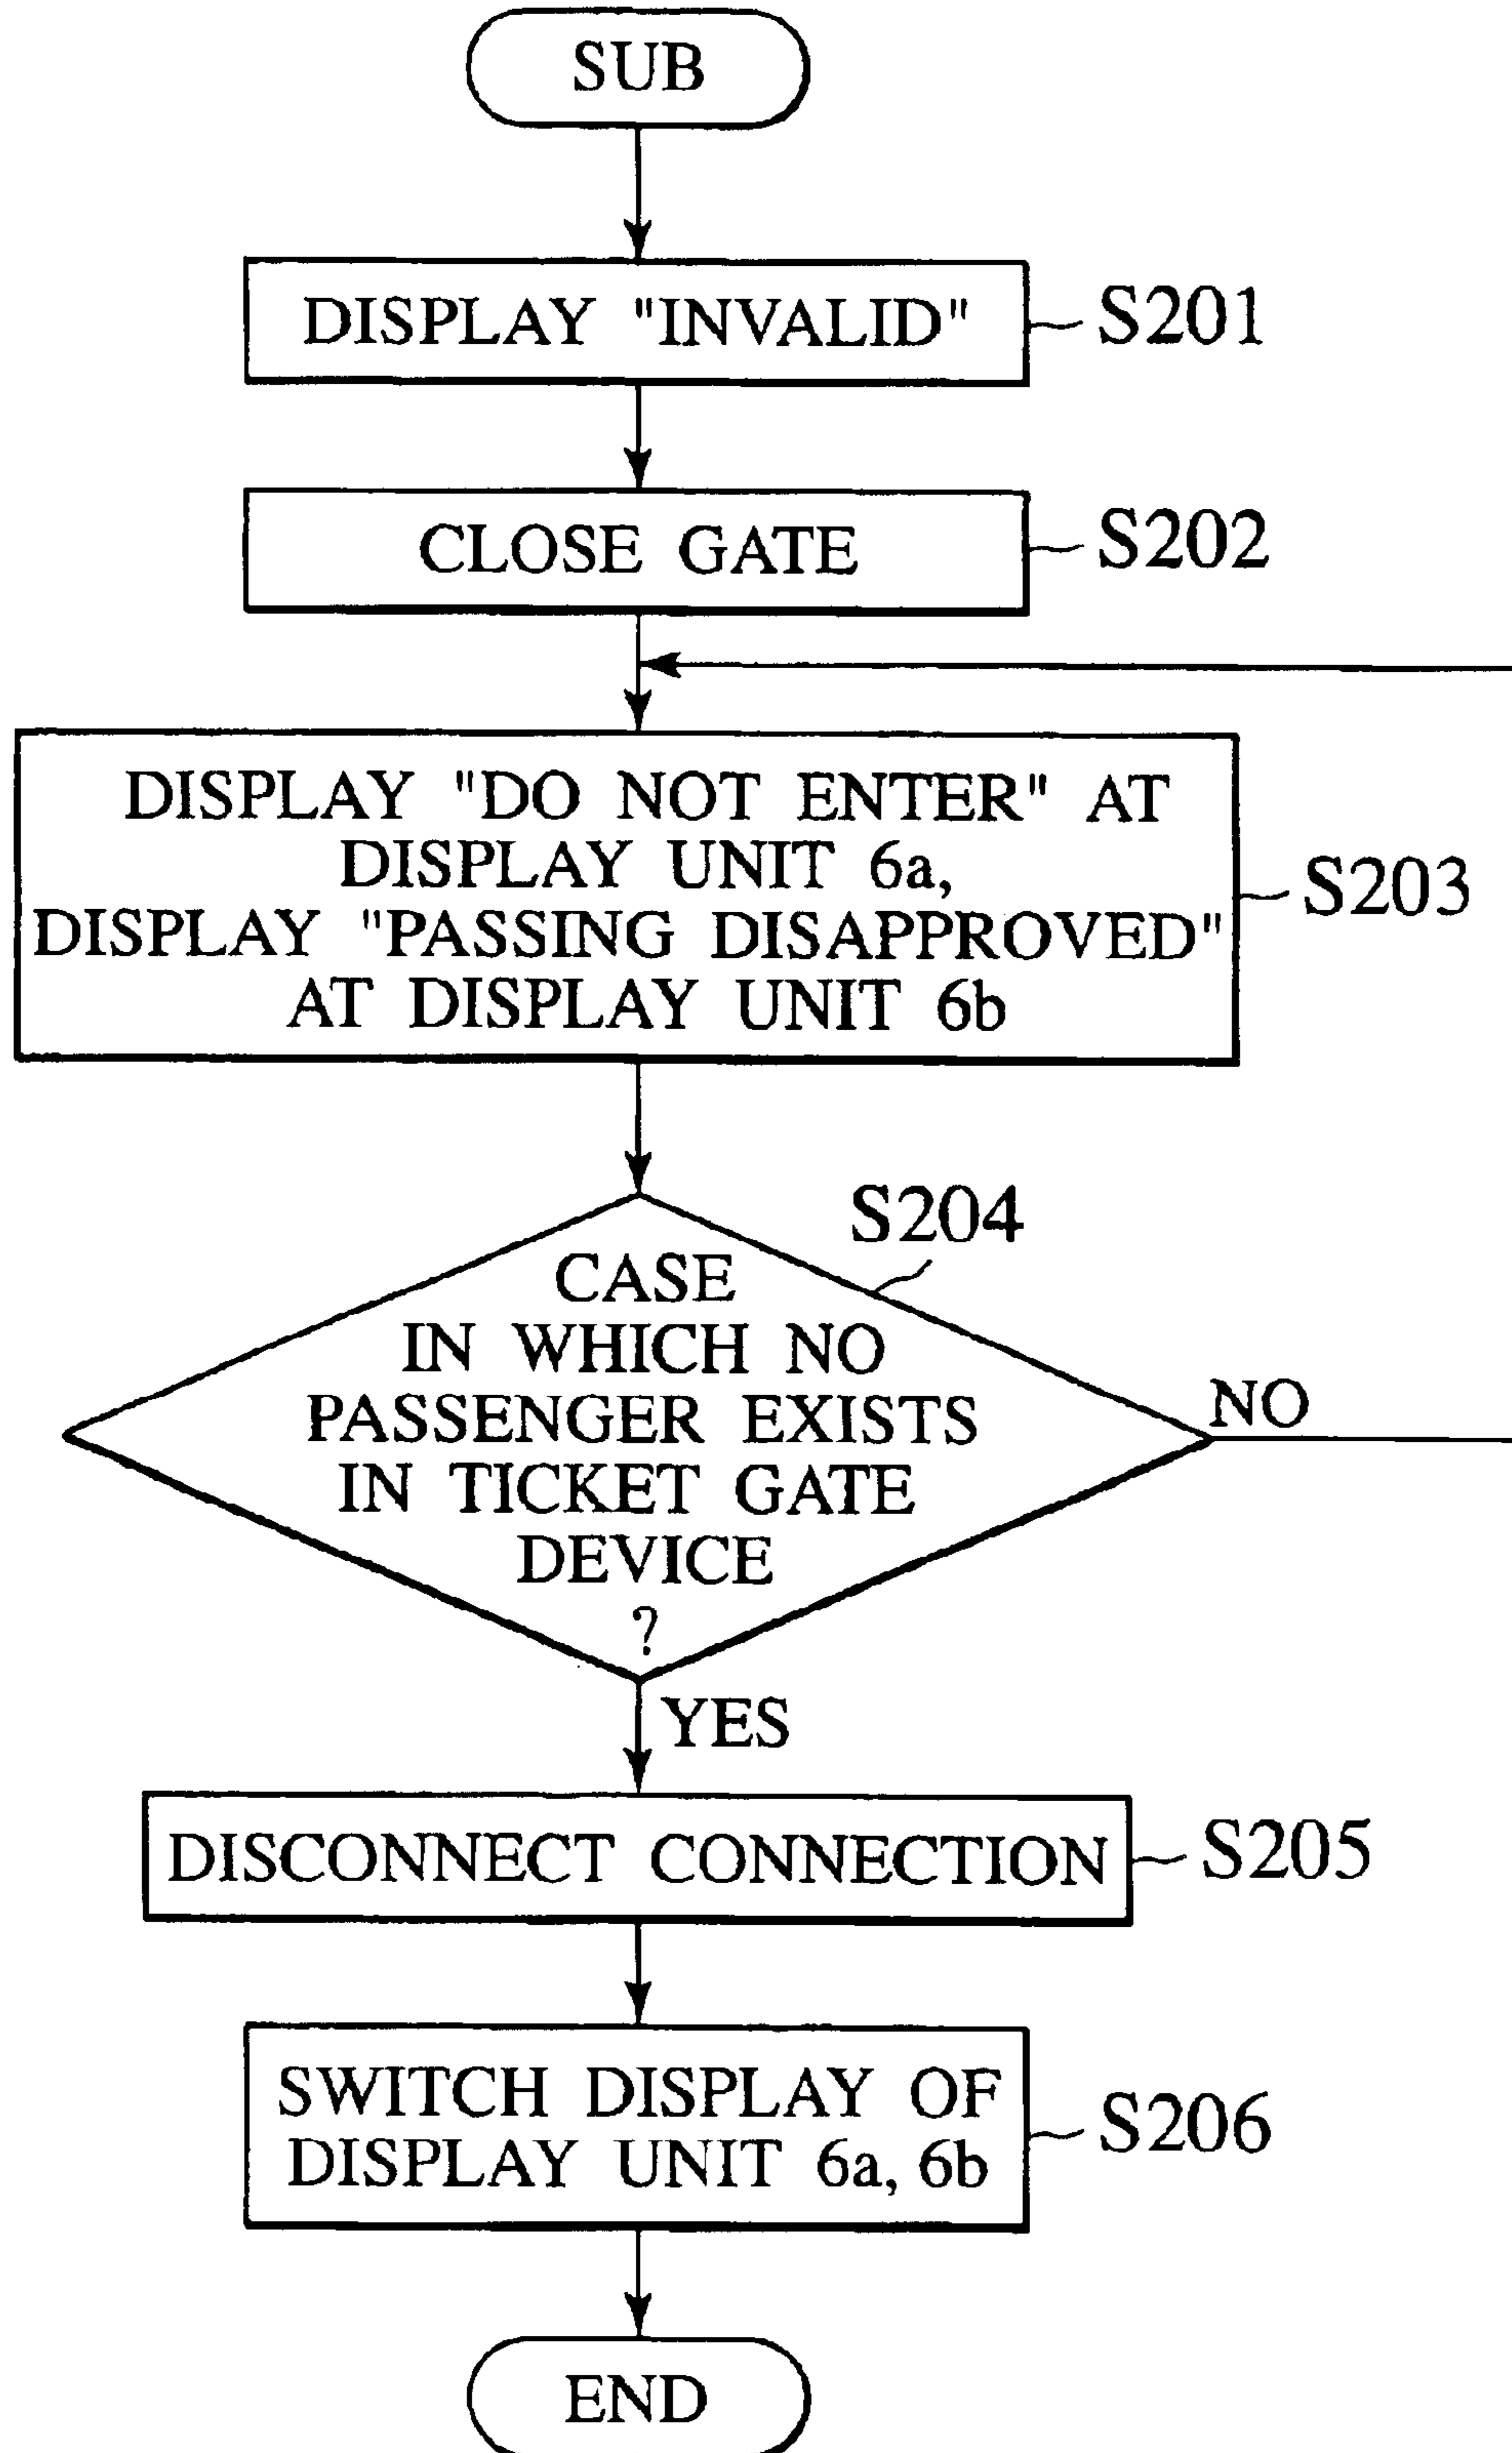 SUB
DISPLAY "INVALID"
S201
CLOSE GATE
S202
DISPLAY "DO NOT ENTER" AT
DISPLAY UNIT 6a,
DISPLAY "PASSING DISAPPROVED"
AT DISPLAY UNIT 6b
S203
S204
CASE
IN WHICH NO
PASSENGER EXISTS
IN TICKET GATE
DEVICE
?
NO
YES
DISCONNECT CONNECTION
S205
SWITCH DISPLAY OF
DISPLAY UNIT 6a, 6b
S206
END